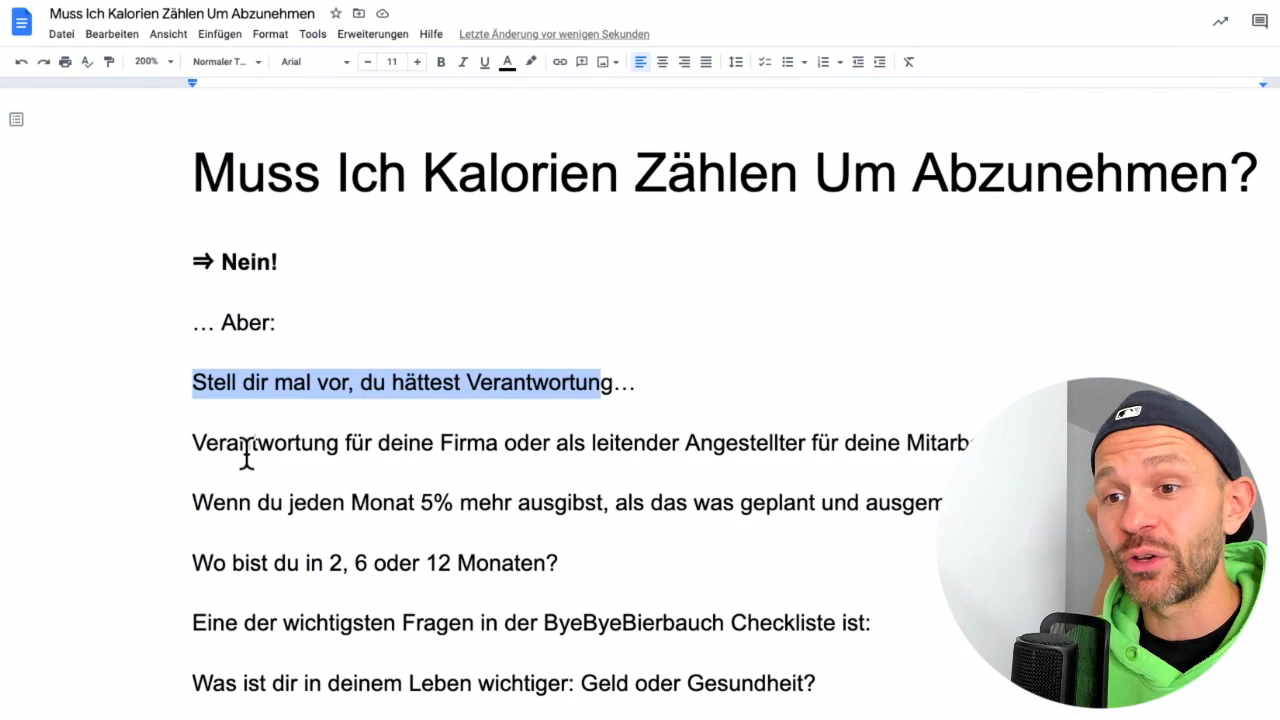 Muss Ich Kalorien Zählen Um Abzunehmen
Datei Bearbeiten Ansicht Einfügen Format Tools Erweiterungen Hilfe Letzte Änderung vor wenigen Sekunden
200% Normaler T... Arial 11 B I U A
Muss Ich Kalorien Zählen Um Abzunehmen?
⇒ Nein!
… Aber:
Stell dir mal vor, du hättest Verantwortung…
Verantwortung für deine Firma oder als leitender Angestellter für deine
Wenn du jeden Monat 5% mehr ausgibst, als das was geplant und
Wo bist du in 2, 6 oder 12 Monaten?
Eine der wichtigsten Fragen in der ByeByeBierbauch Checkliste ist:
Was ist dir in deinem Leben wichtiger: Geld oder Gesundheit?